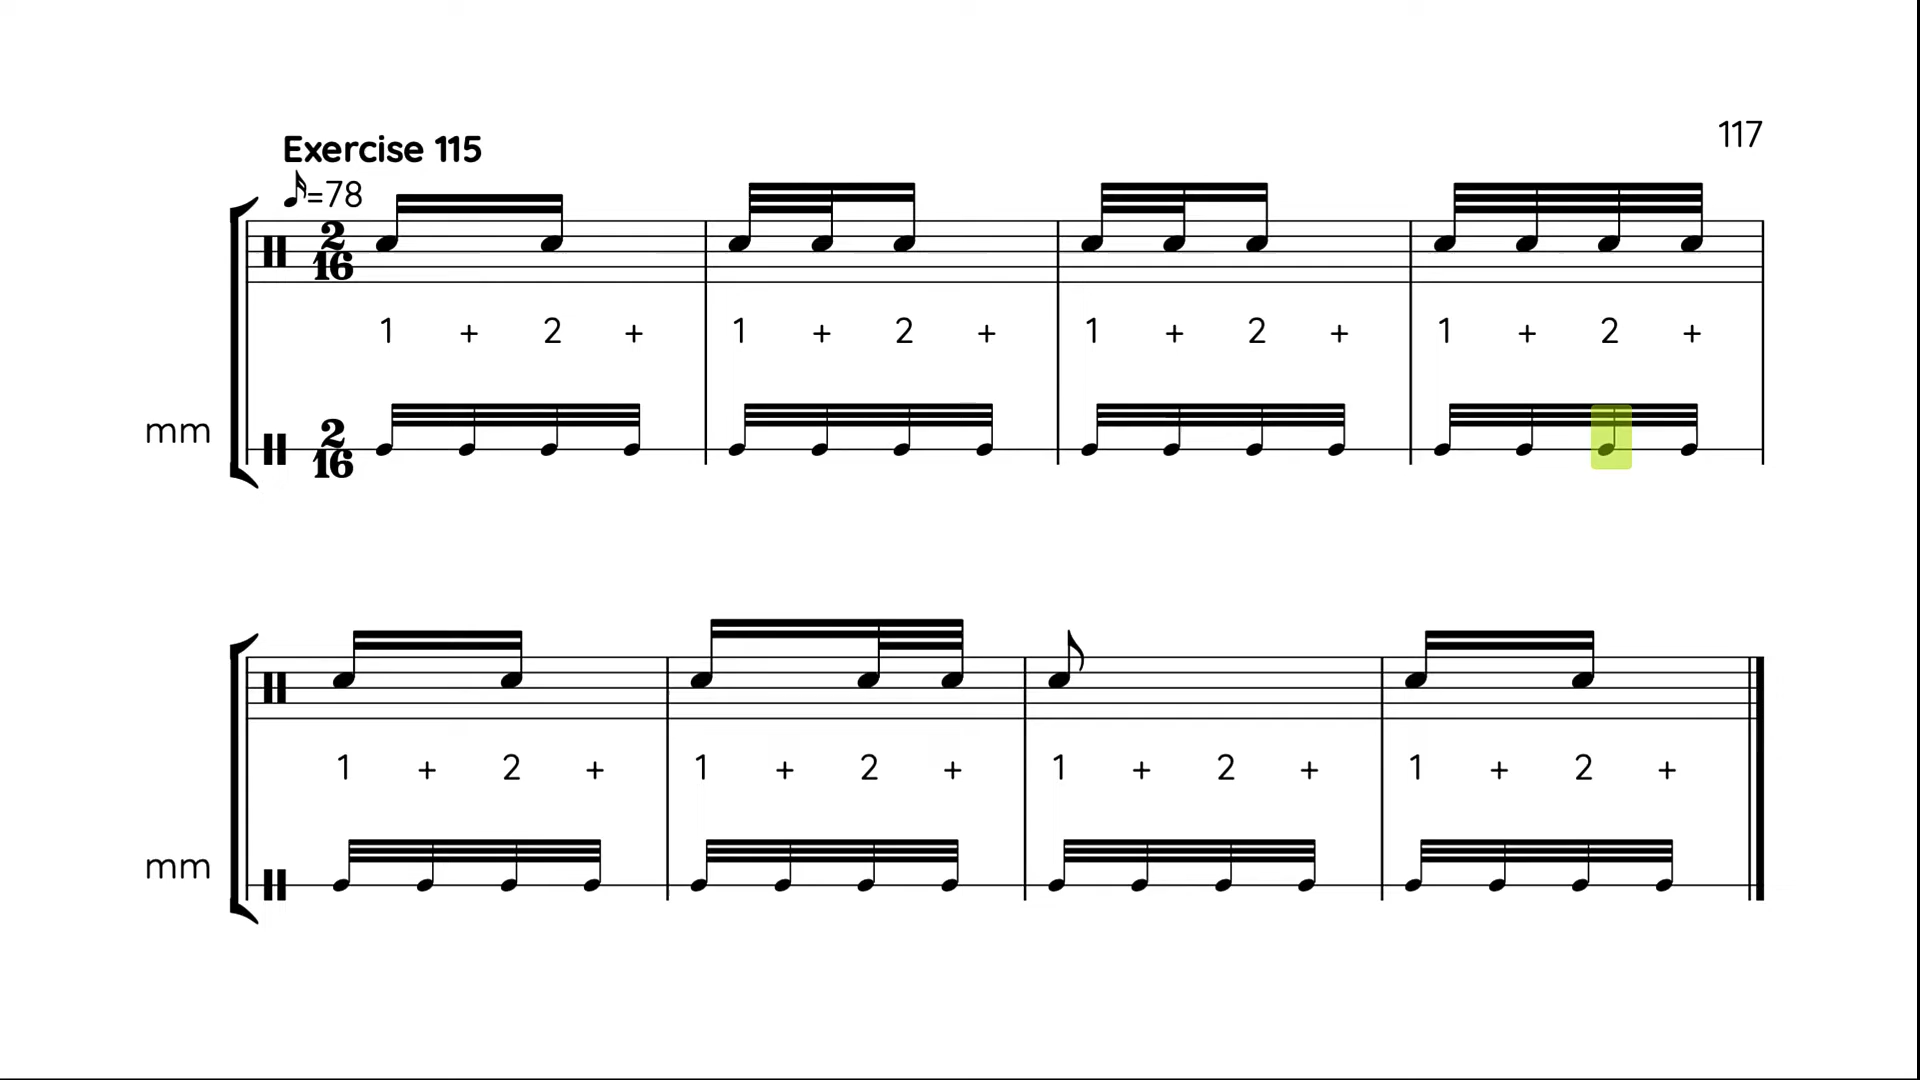 117
Exercise 115
=78
2
16
1 + 2 + 1 + 2 + 1 + 2 + 1 + 2 +
mm
2
16
1 + 2 + 1 + 2 + 1 + 2 + 1 + 2 +
mm